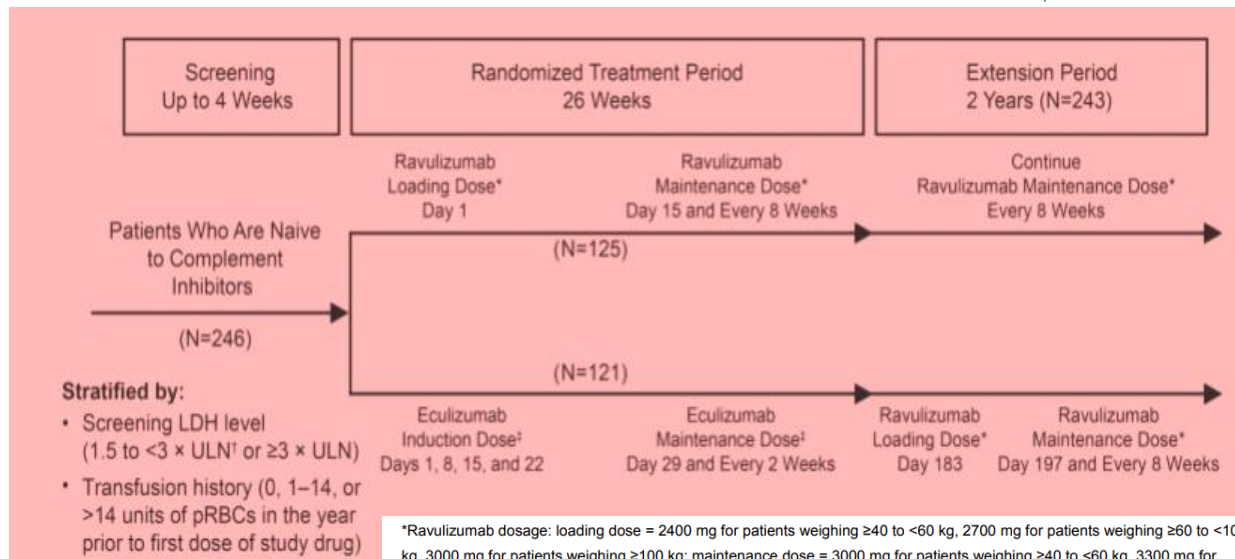 Screening
Up to 4 Weeks
Randomized Treatment Period
26 Weeks
Extension Period
2 Years (N=243)
Ravulizumab
Loading Dose*
Day 1
Ravulizumab
Maintenance Dose*
Day 15 and Every 8 Weeks
Continue
Ravulizumab Maintenance Dose*
Every 8 Weeks
Patients Who Are Naive
to Complement
Inhibitors
(N=246)
(N=125)
(N=121)
Stratified by:
• Screening LDH level
(1.5 to <3 × ULN† or ≥3 × ULN)
• Transfusion history (0, 1–14, or
>14 units of pRBCs in the year
prior to first dose of study drug)
Eculizumab
Induction Dose‡
Days 1, 8, 15, and 22
Eculizumab
Maintenance Dose‡
Day 29 and Every 2 Weeks
Ravulizumab
Loading Dose*
Day 183
Ravulizumab
Maintenance Dose*
Day 197 and Every 8 Weeks
*Ravulizumab dosage: loading dose = 2400 mg for patients weighing ≥40 to <60 kg, 2700 mg for patients weighing ≥60 to <10
kg, 3000 mg for patients weighing ≥100 kg; maintenance dose = 3000 mg for patients weighing ≥40 to <60 kg, 3300 mg for